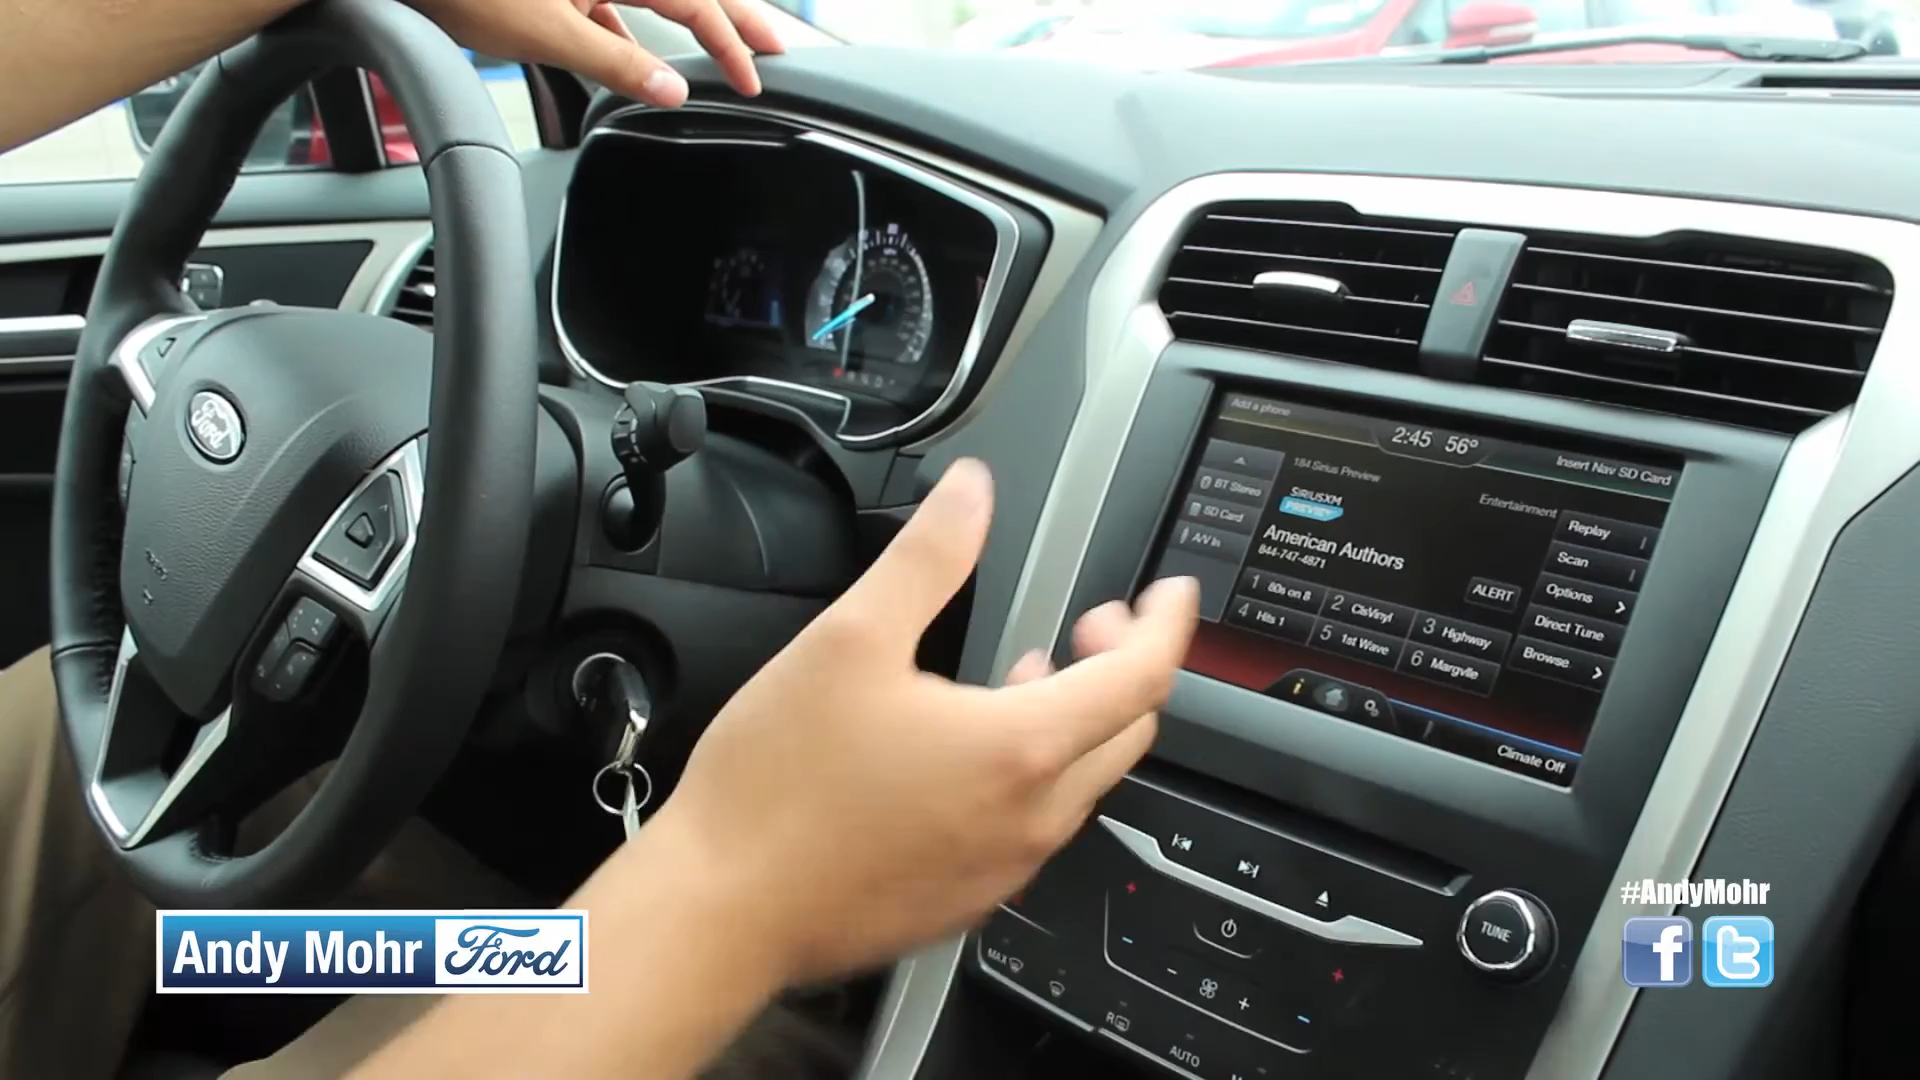 Ford
Add a phone
2:45 56°
Insert Nav SD Card
184 Sirius Preview
BT Stereo
SD Card
A/V In
SIRIUSXM
PREVIEW
Entertainment
American Authors
844-747-4871
ALERT
1 80s on 8
2 ClsVinyl
3 Highway
4 Hits 1
5 1st Wave
6 Margvlle
Replay
Scan
Options
Direct Tune
Browse
Climate Off
TUNE
MAX
R
AUTO
Andy Mohr Ford
#AndyMohr
f t